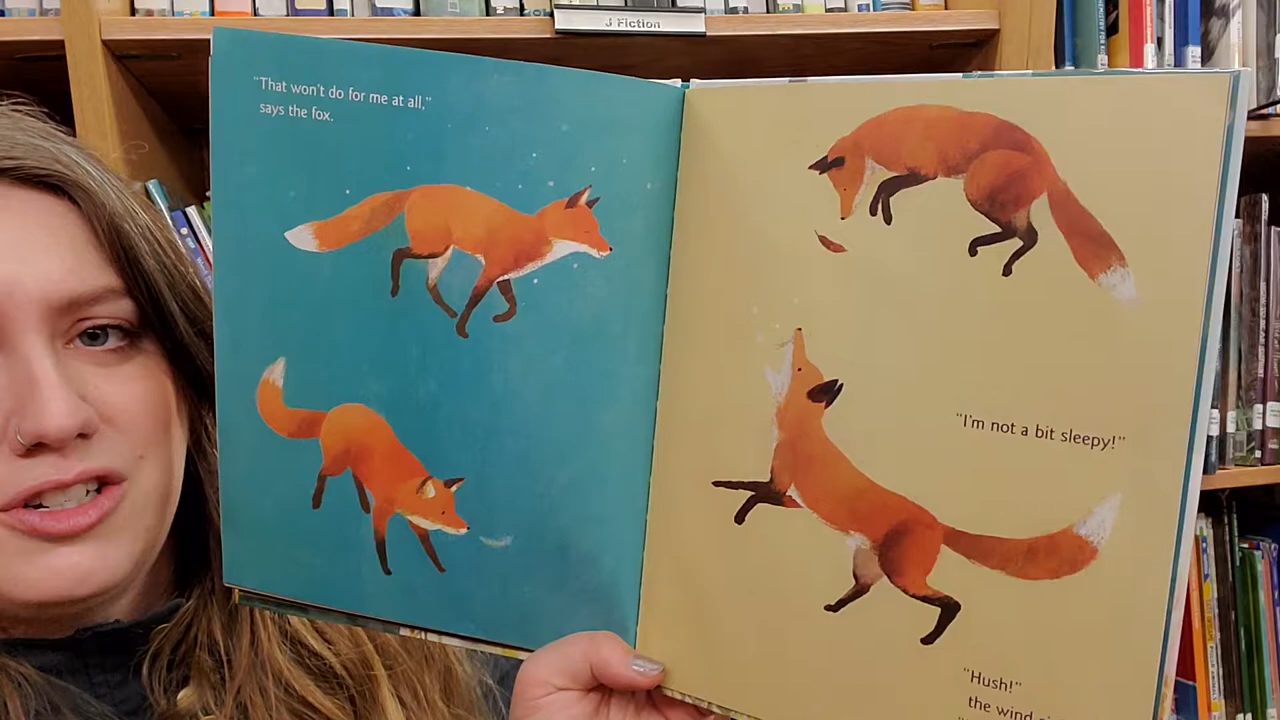 J Fiction
"That won't do for me at all,"
says the fox.
"I'm not a bit sleepy!"
"Hush!"
the wind